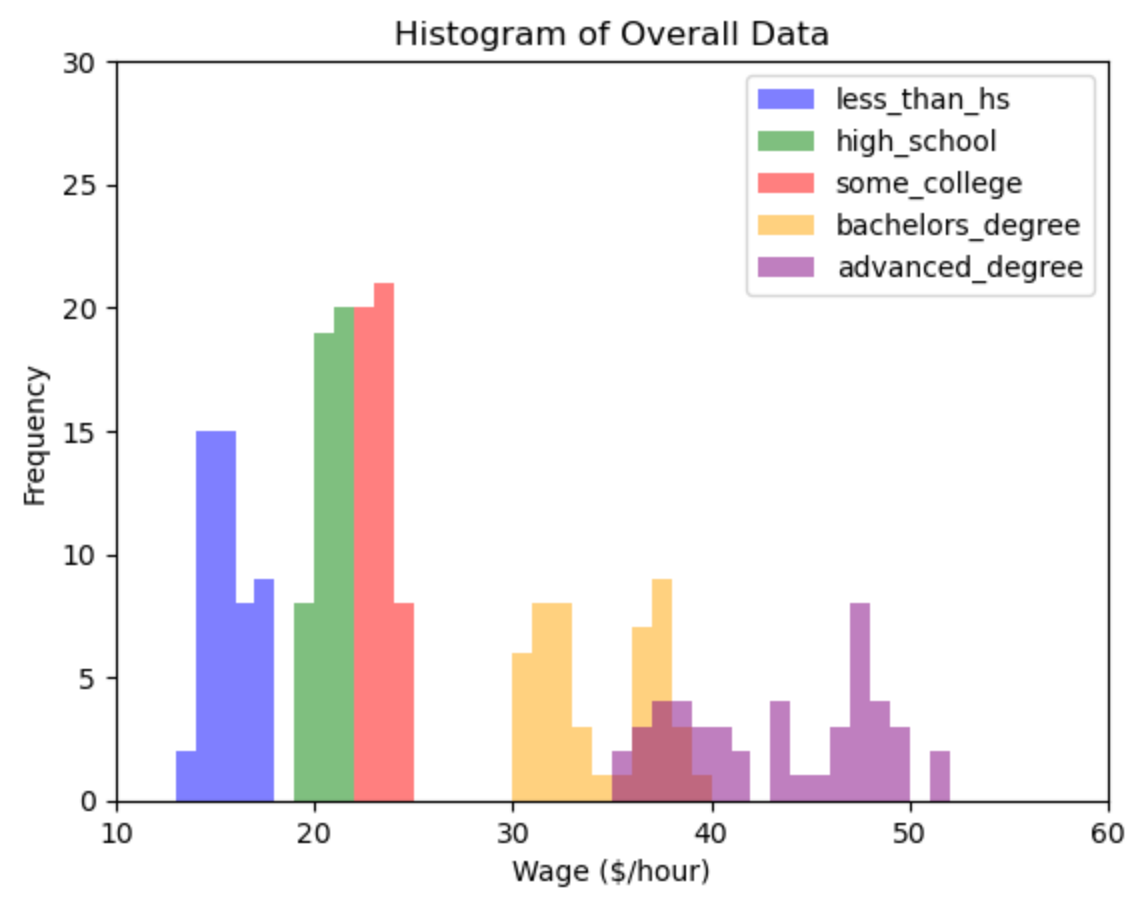 Histogram of Overall Data
30
25
20
15
10
5
0
Frequency
less_than_hs
high_school
some_college
bachelors_degree
advanced_degree
10 20 30 40 50 60
Wage ($/hour)